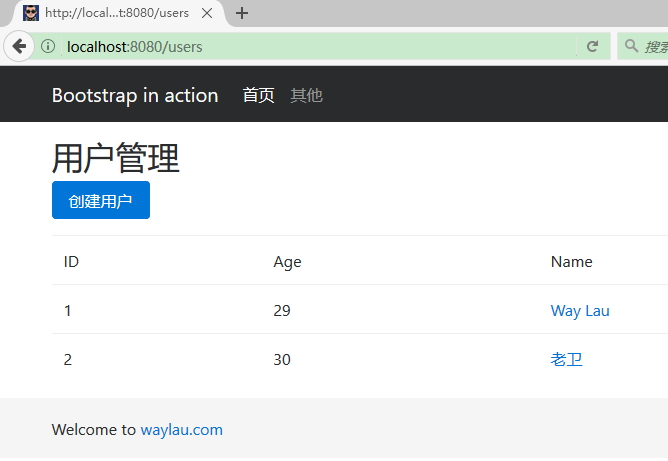 http://local...t:8080/users
localhost:8080/users
搜索
Bootstrap in action 首页 其他
用户管理
创建用户
ID Age Name
1 29 Way Lau
2 30 老卫
Welcome to waylau.com